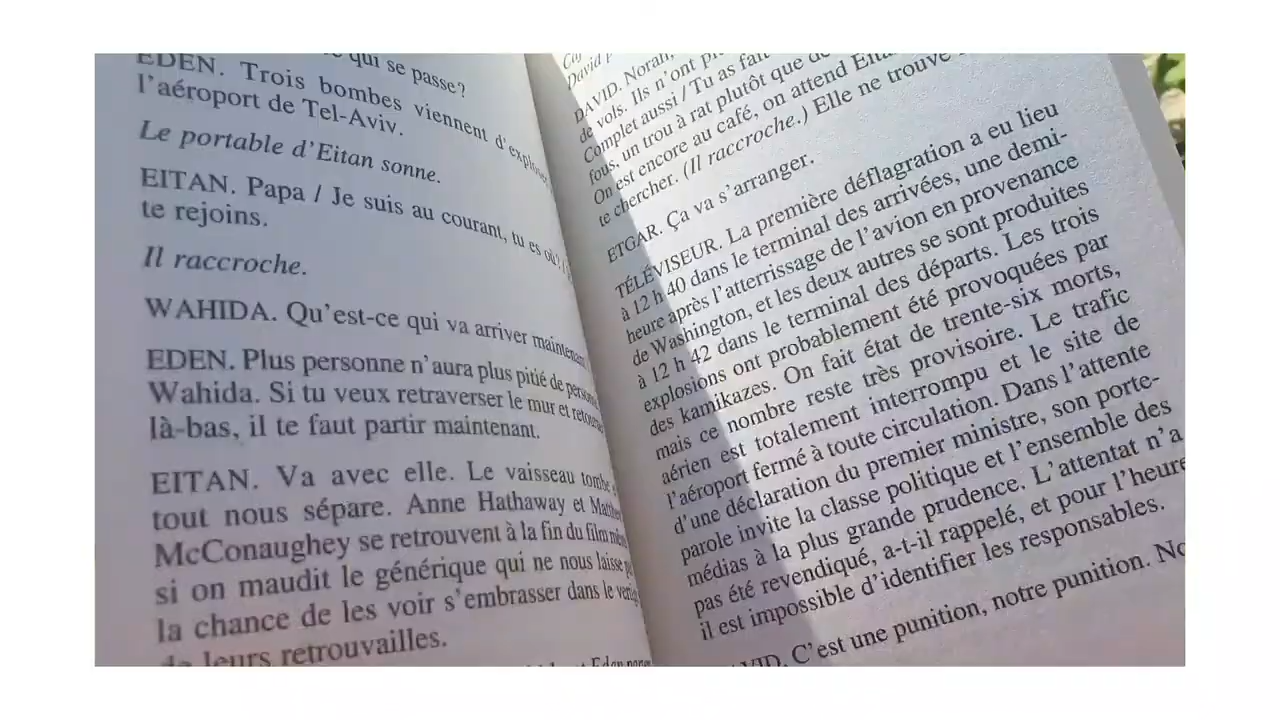 qui se passe?
EDEN. Trois bombes viennent d'exploser
l'aéroport de Tel-Aviv.
Le portable d'Eitan sonne.
EITAN. Papa / Je suis au courant, tu es où? /
te rejoins.
Il raccroche.
WAHIDA. Qu'est-ce qui va arriver maintenant
EDEN. Plus personne n'aura plus pitié de
Wahida. Si tu veux retraverser le mur et
là-bas, il te faut partir maintenant.
EITAN. Va avec elle. Le vaisseau tombe
tout nous sépare. Anne Hathaway et
McConaughey se retrouvent à la fin du film
si on maudit le générique qui ne nous laisse
la chance de les voir s'embrasser dans le
de leurs retrouvailles.
David
DAVID. Norah,
de vols. Ils n'ont
Complet aussi / Tu as fait
fous, un trou à rat plutôt que de
On est encore au café, on attend
te chercher. (Il raccroche.) Elle ne trouve
ETGAR. Ça va s'arranger.
TÉLÉVISEUR. La première déflagration a eu lieu
à 12 h 40 dans le terminal des arrivées, une demi-
heure après l'atterrissage de l'avion en provenance
de Washington, et les deux autres se sont produites
à 12 h 42 dans le terminal des départs. Les trois
explosions ont probablement été provoquées par
des kamikazes. On fait état de trente-six morts,
mais ce nombre reste très provisoire. Le trafic
aérien est totalement interrompu et le site de
l'aéroport fermé à toute circulation. Dans l'attente
d'une déclaration du premier ministre, son porte-
parole invite la classe politique et l'ensemble des
médias à la plus grande prudence. L'attentat n'a
pas été revendiqué, a-t-il rappelé, et pour l'heure
il est impossible d'identifier les responsables.
C'est une punition, notre punition.